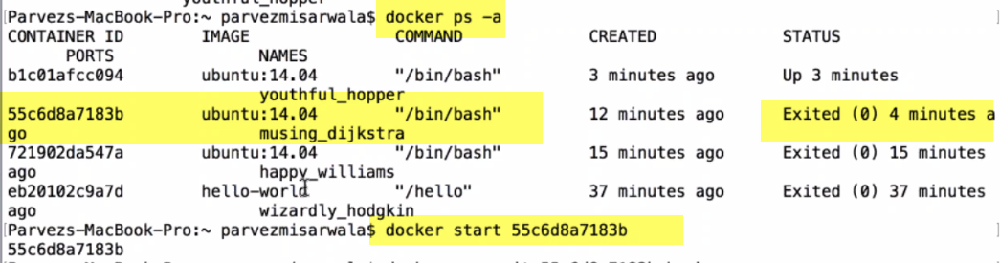 Parvezs-MacBook-Pro:~ parvezmisarwala$ docker ps -a
CONTAINER ID IMAGE COMMAND CREATED STATUS
PORTS NAMES
b1c01afcc094 ubuntu:14.04 "/bin/bash" 3 minutes ago Up 3 minutes
youthful_hopper
55c6d8a7183b ubuntu:14.04 "/bin/bash" 12 minutes ago Exited (0) 4 minutes a
go musing_dijkstra
721902da547a ubuntu:14.04 "/bin/bash" 15 minutes ago Exited (0) 15 minutes
ago happy_williams
eb20102c9a7d hello-world "/hello" 37 minutes ago Exited (0) 37 minutes
ago wizardly_hodgkin
Parvezs-MacBook-Pro:~ parvezmisarwala$ docker start 55c6d8a7183b
55c6d8a7183b